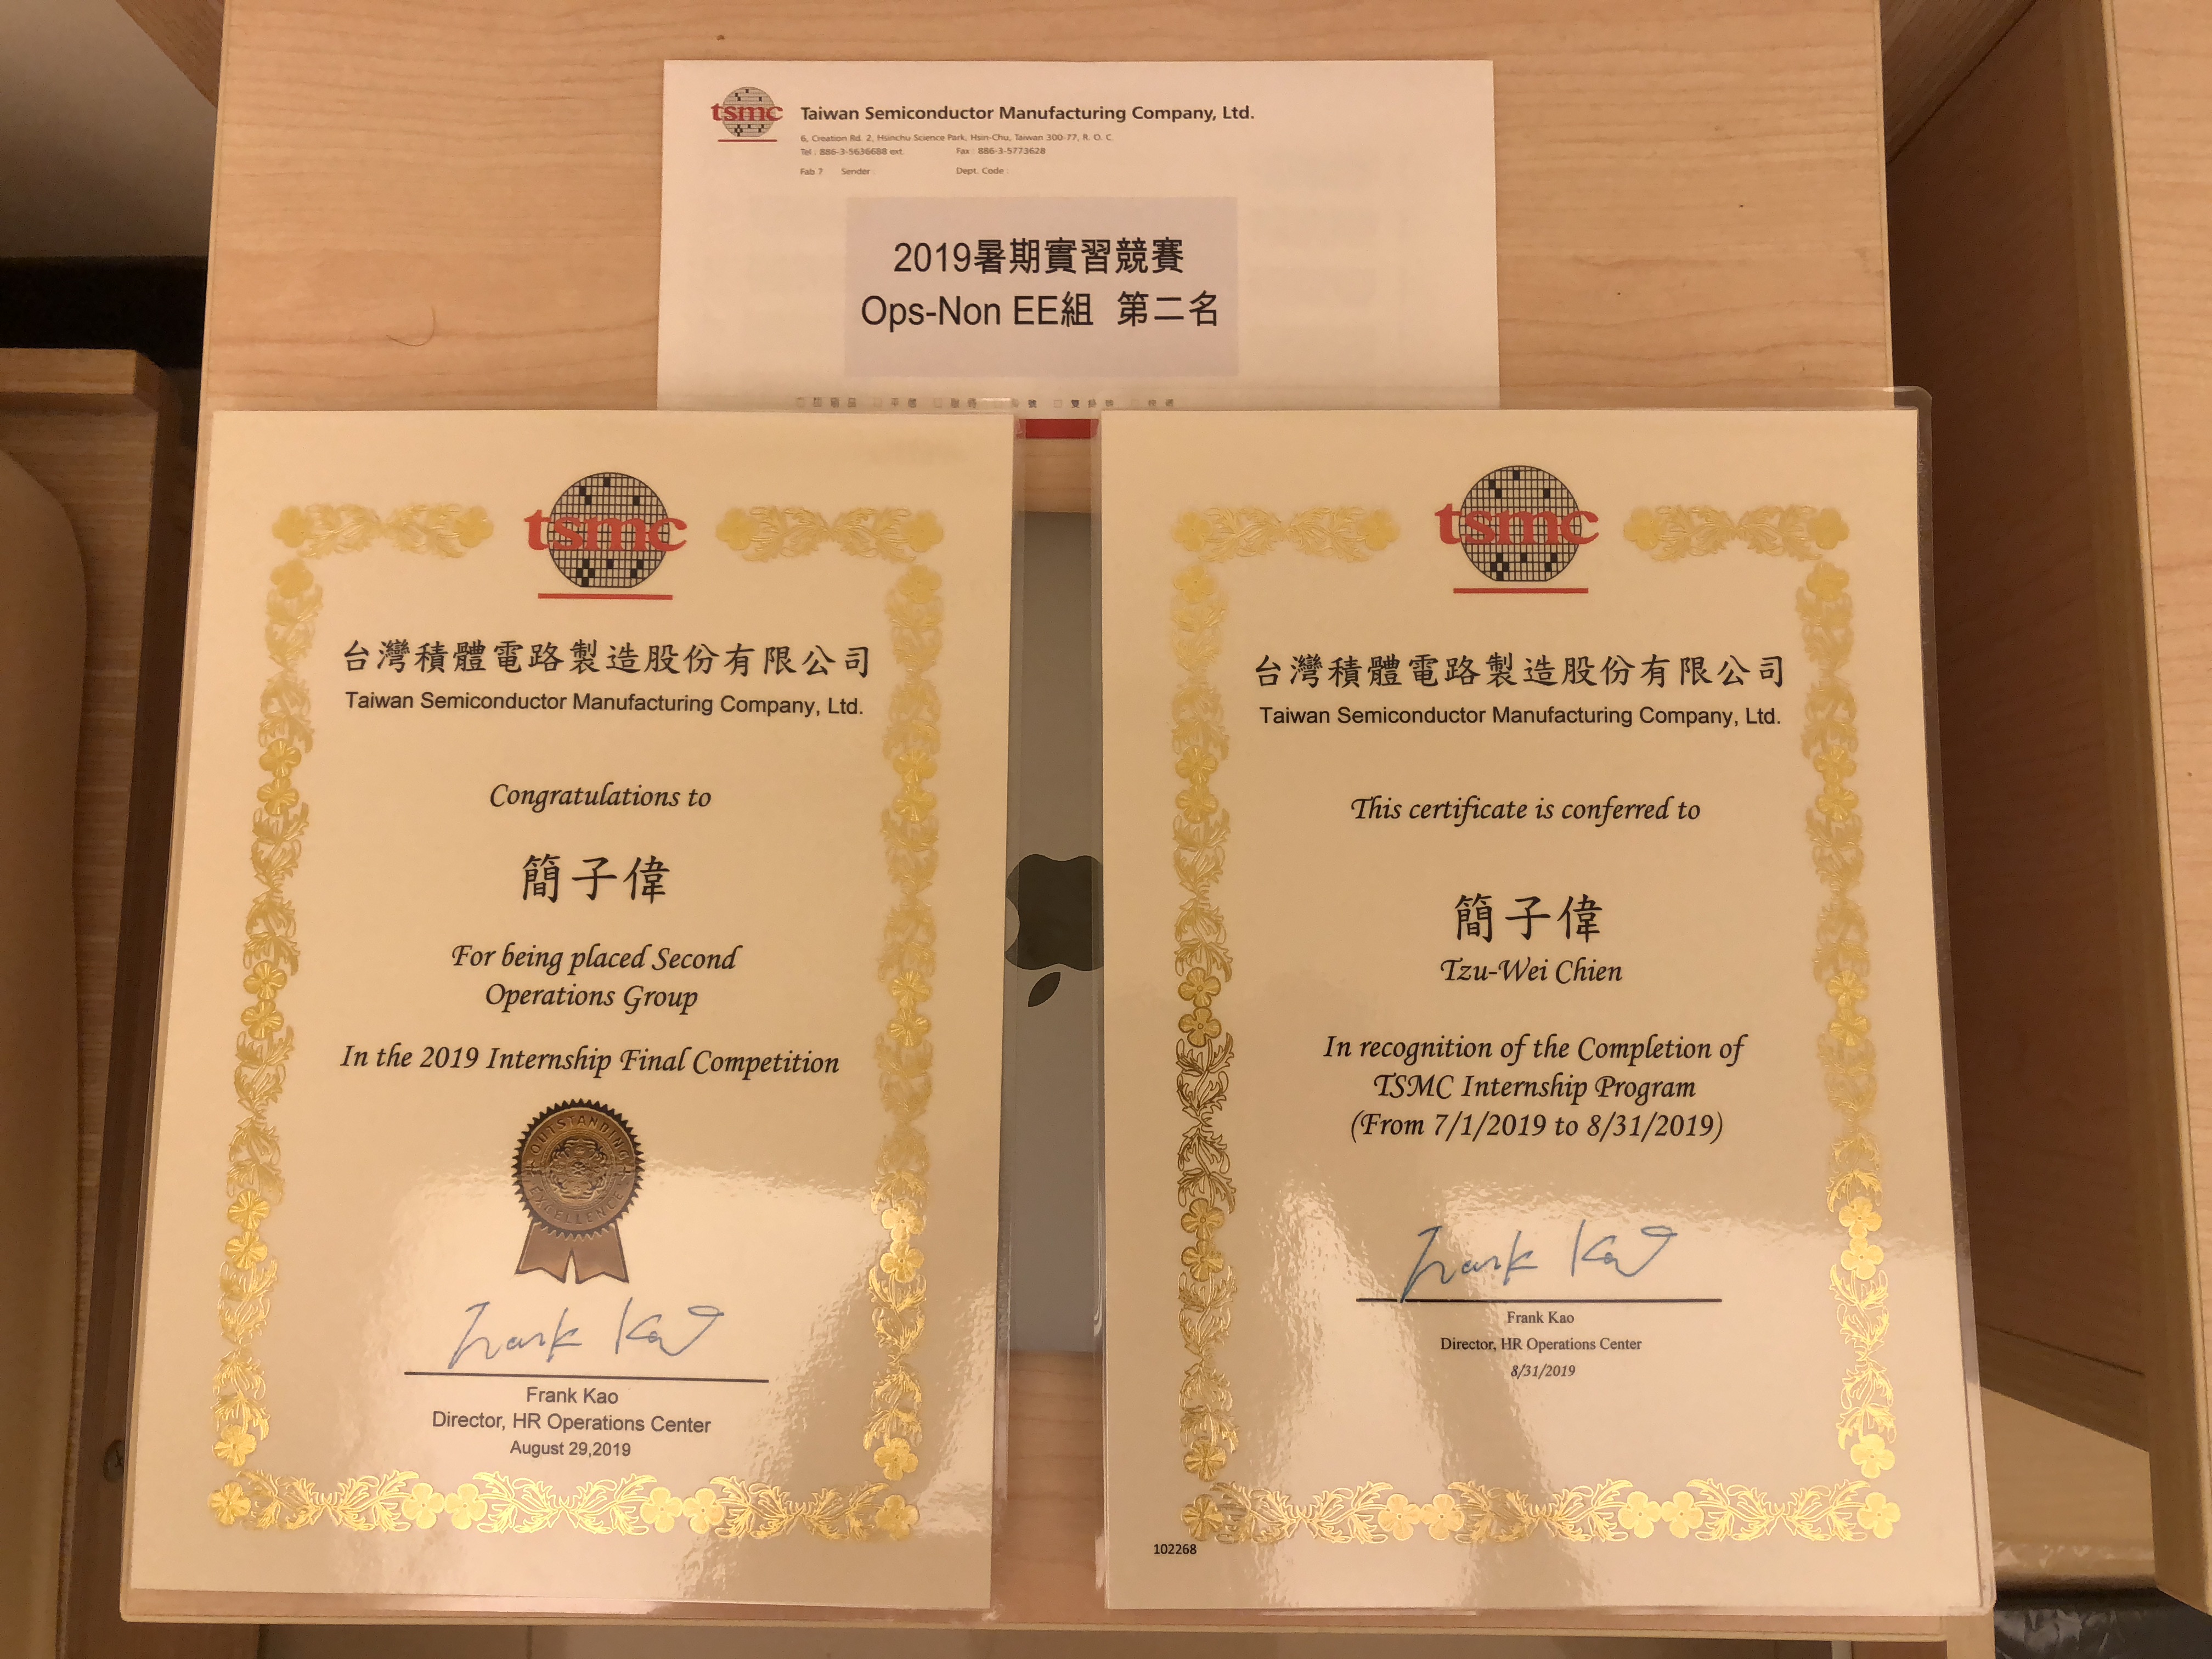 tsmc
Taiwan Semiconductor Manufacturing Company, Ltd.
6, Creation Rd. 2, Hsinchu Science Park, Hsin-Chu, Taiwan 300-77, R. O. C.
Tel : 886-3-5636688 ext. Fax : 886-3-5773628
Fab 7 Sender Dept. Code :
2019暑期實習競賽
Ops-Non EE組 第二名
tsmc
台灣積體電路製造股份有限公司
Taiwan Semiconductor Manufacturing Company, Ltd.
Congratulations to
簡子偉
For being placed Second
Operations Group
In the 2019 Internship Final Competition
OUTSTANDING
EXCELLENCE
Frank Kao
Frank Kao
Director, HR Operations Center
August 29,2019
tsmc
台灣積體電路製造股份有限公司
Taiwan Semiconductor Manufacturing Company, Ltd.
This certificate is conferred to
簡子偉
Tzu-Wei Chien
In recognition of the Completion of
TSMC Internship Program
(From 7/1/2019 to 8/31/2019)
Frank Kao
Frank Kao
Director, HR Operations Center
8/31/2019
102268